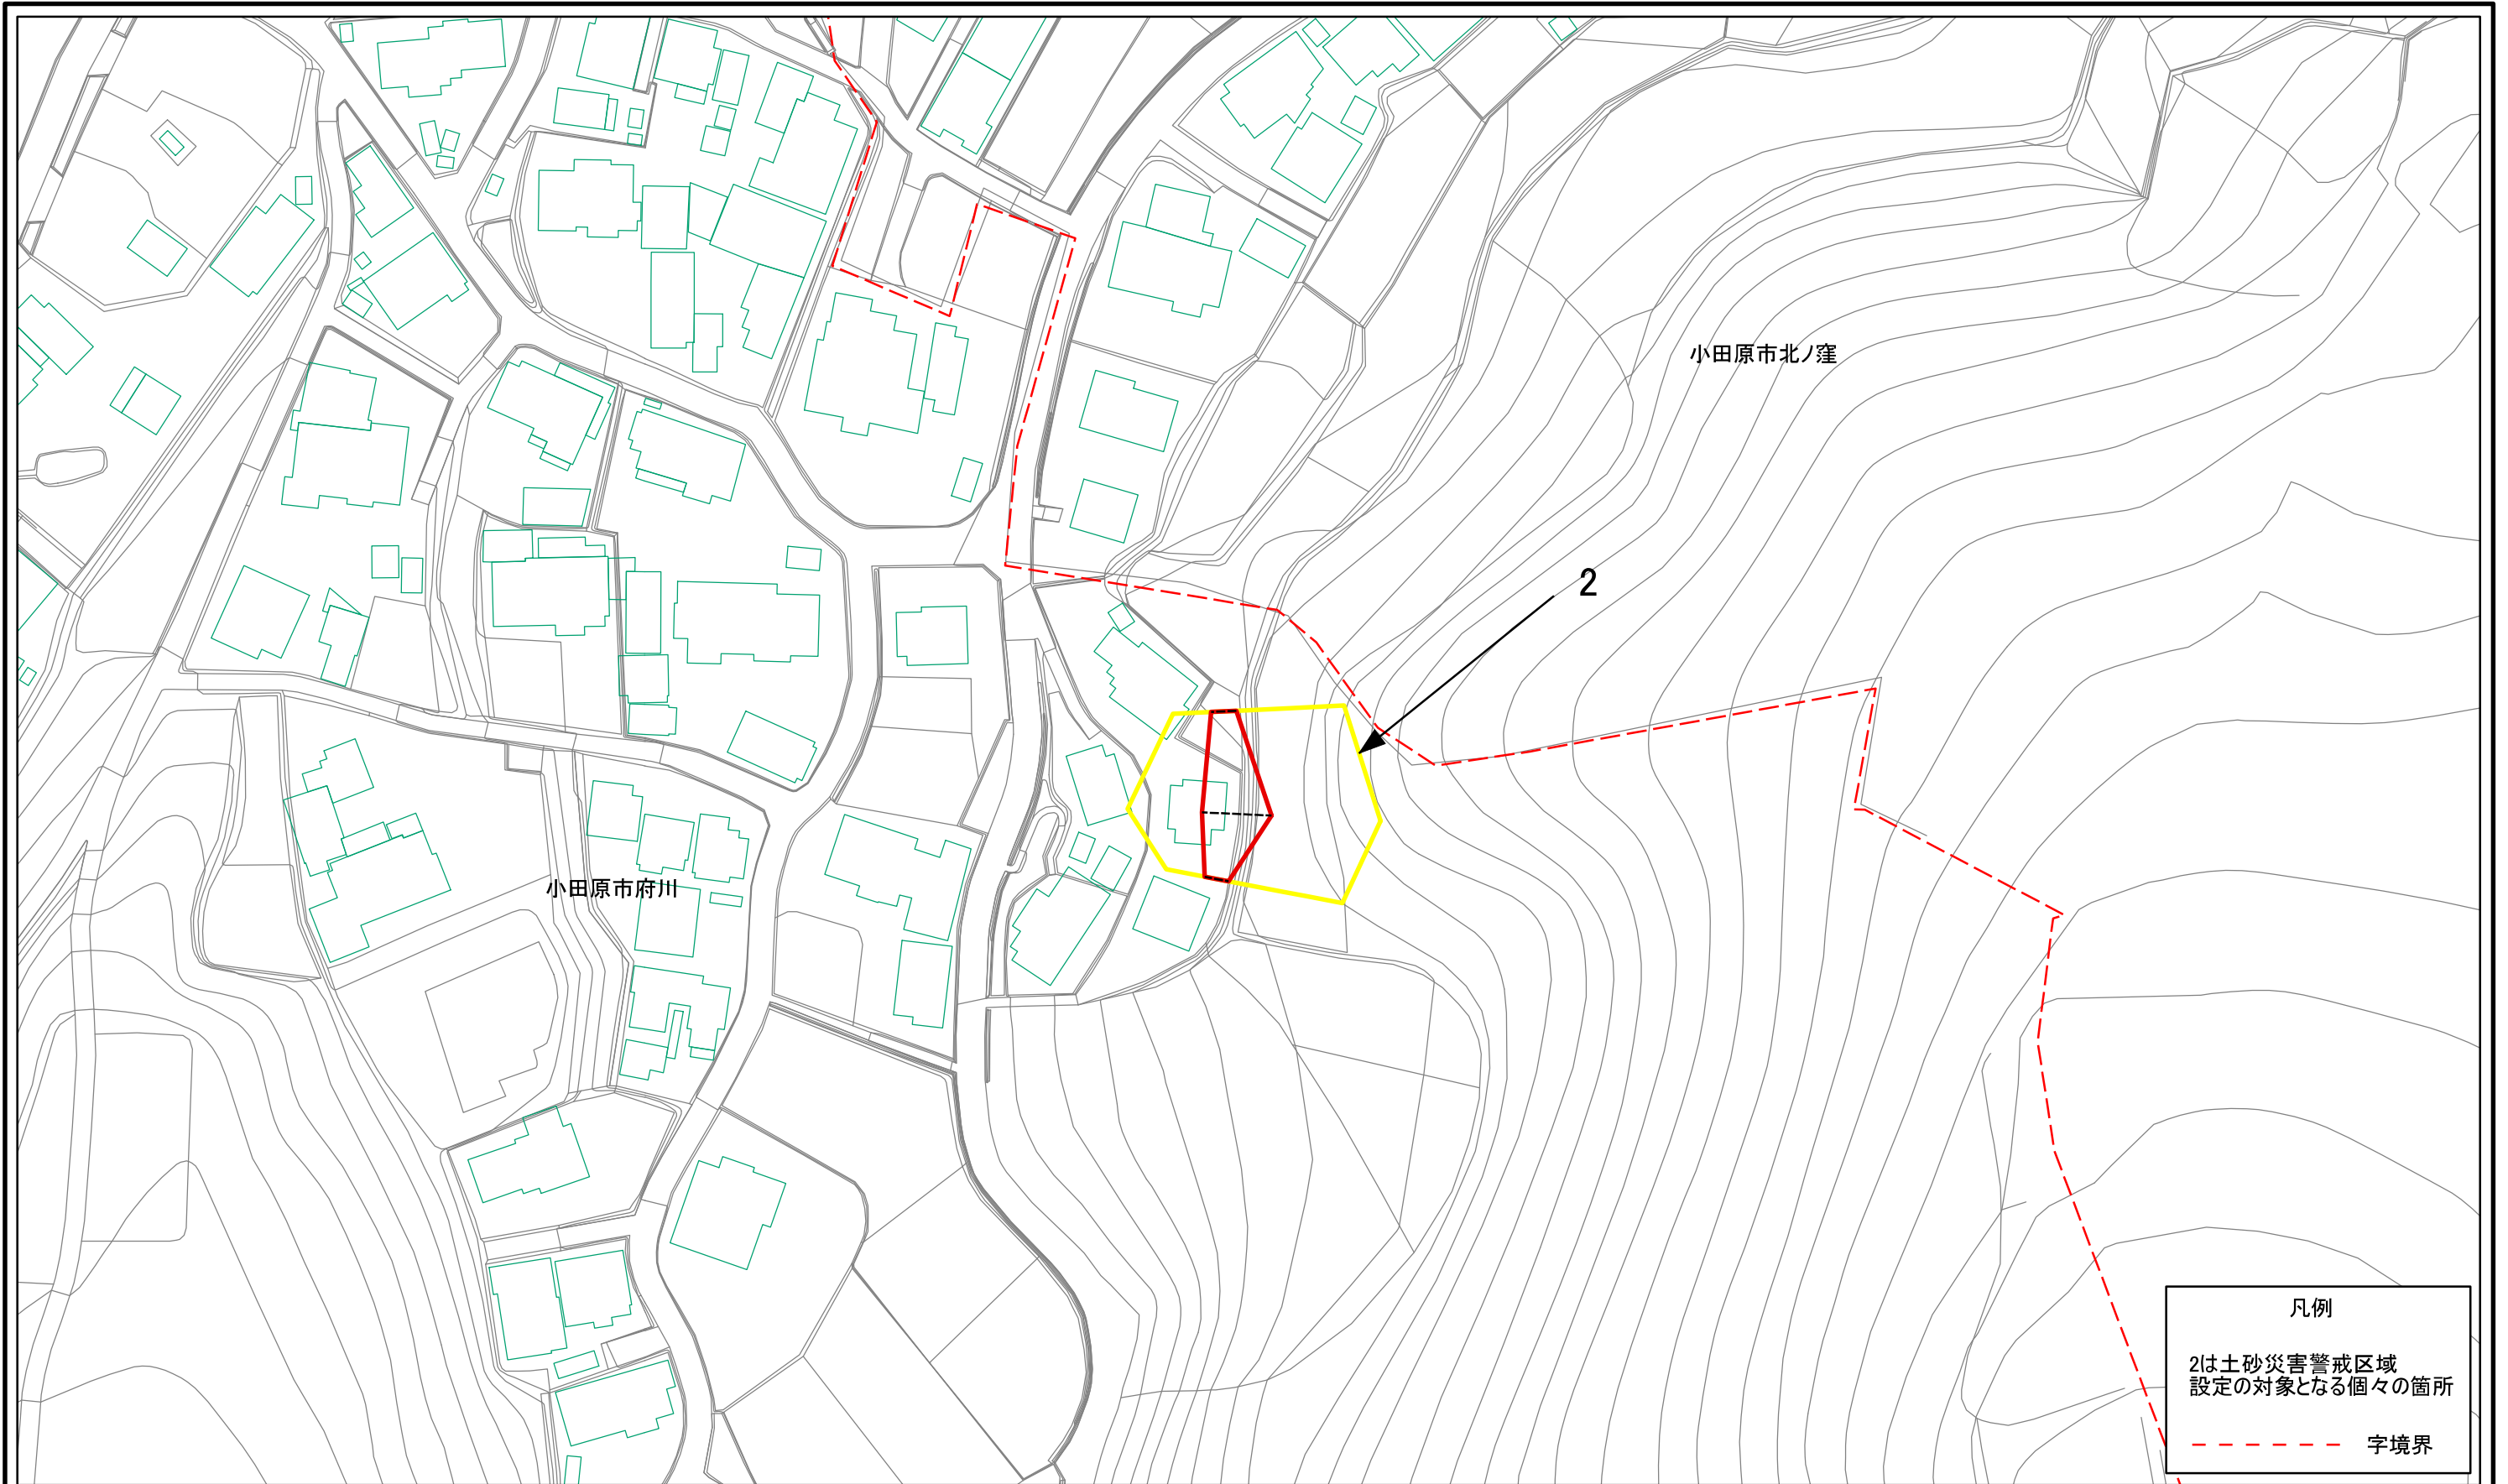 小田原市北ノ窪
2
小田原市府川
凡例
2は土砂災害警戒区域
設定の対象となる個々の箇所
字境界